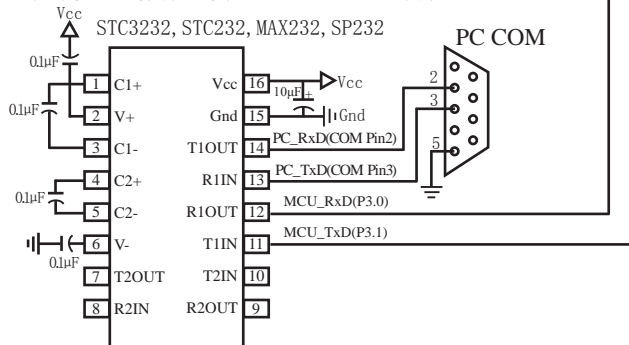 Vcc
STC3232, STC232, MAX232, SP232
PC COM
0.1μF
0.1μF
1 C1+
2 V+
3 C1-
4 C2+
0.1μF
5 C2-
6 V-
0.1μF
7 T2OUT
8 R2IN
Vcc 16
Vcc
10μF +
Gnd 15
Gnd
T1OUT 14
PC_RxD(COM Pin2)
R1IN 13
PC_TxD(COM Pin3)
R1OUT 12
MCU_RxD(P3.0)
T1IN 11
MCU_TxD(P3.1)
T2IN 10
R2OUT 9
2
3
5